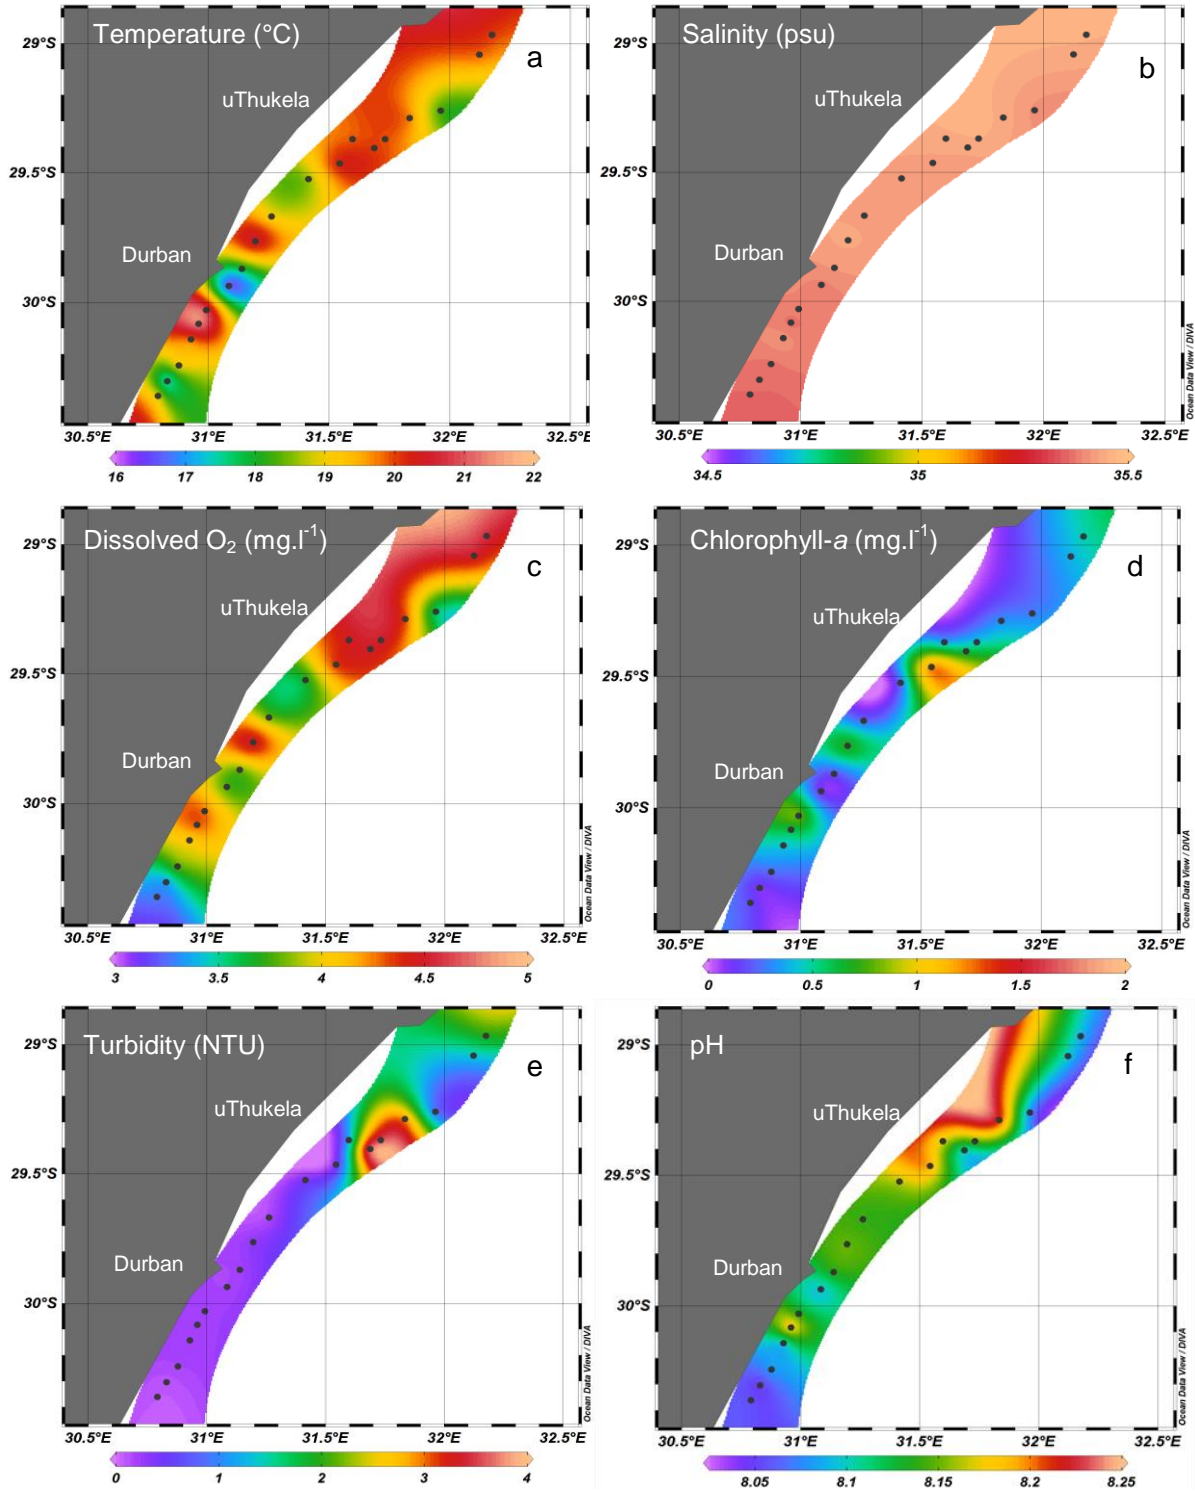 Temperature (°C)
a
uThukela
Durban
29°S
29.5°S
30°S
30.5°E 31°E 31.5°E 32°E 32.5°E
16 17 18 19 20 21 22
Salinity (psu)
b
uThukela
Durban
29°S
29.5°S
30°S
30.5°E 31°E 31.5°E 32°E 32.5°E
Ocean Data View / DIVA
34.5 35 35.5
Dissolved O₂ (mg.l⁻¹)
c
uThukela
Durban
29°S
29.5°S
30°S
30.5°E 31°E 31.5°E 32°E 32.5°E
Ocean Data View / DIVA
3 3.5 4 4.5 5
Chlorophyll-a (mg.l⁻¹)
d
uThukela
Durban
29°S
29.5°S
30°S
30.5°E 31°E 31.5°E 32°E 32.5°E
Ocean Data View / DIVA
0 0.5 1 1.5 2
Turbidity (NTU)
e
uThukela
Durban
29°S
29.5°S
30°S
30.5°E 31°E 31.5°E 32°E 32.5°E
Ocean Data View / DIVA
0 1 2 3 4
pH
f
uThukela
Durban
29°S
29.5°S
30°S
30.5°E 31°E 31.5°E 32°E 32.5°E
Ocean Data View / DIVA
8.05 8.1 8.15 8.2 8.25